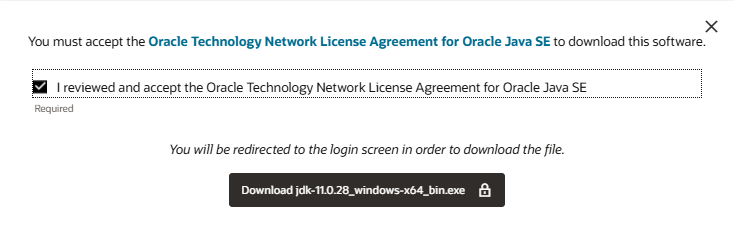 You must accept the Oracle Technology Network License Agreement for Oracle Java SE to download this software.
I reviewed and accept the Oracle Technology Network License Agreement for Oracle Java SE
Required
You will be redirected to the login screen in order to download the file.
Download jdk-11.0.28_windows-x64_bin.exe